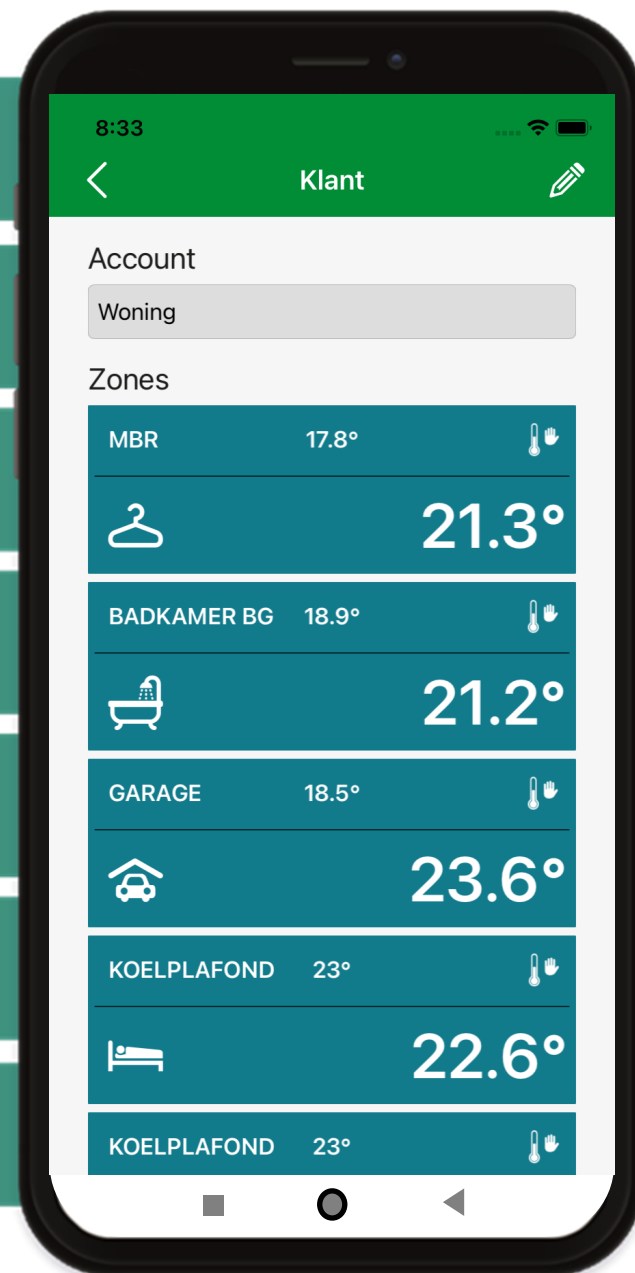 8:33
Klant
Account
Woning
Zones
MBR 17.8°
21.3°
BADKAMER BG 18.9°
21.2°
GARAGE 18.5°
23.6°
KOELPLAFOND 23°
22.6°
KOELPLAFOND 23°